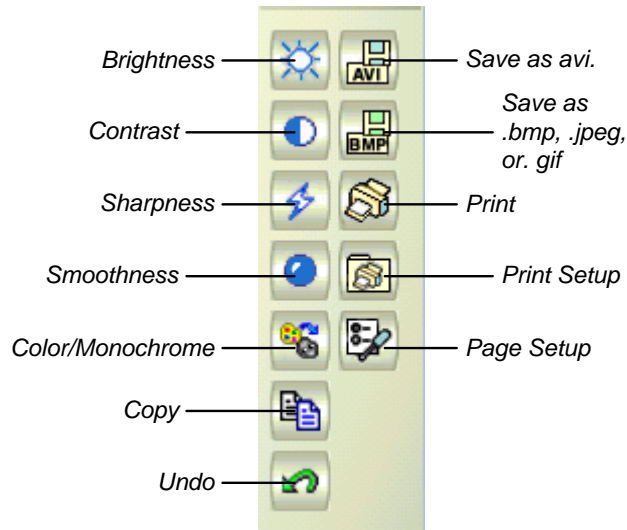 Brightness
AVI
Save as avi.
Contrast
BMP
Save as
.bmp, .jpeg,
or. gif
Sharpness
Print
Smoothness
Print Setup
Color/Monochrome
Page Setup
Copy
Undo